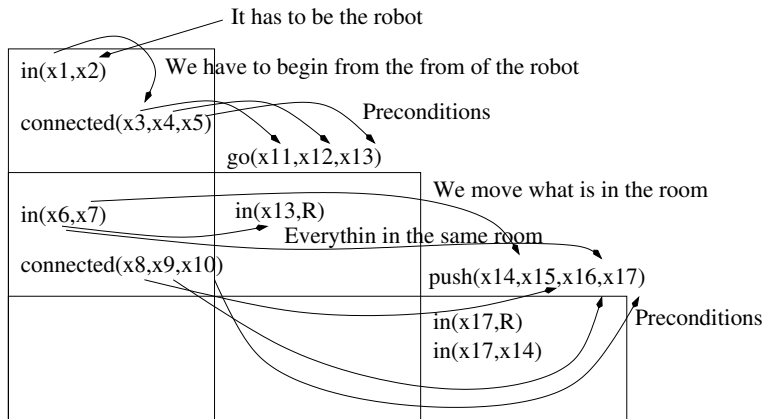 It has to be the robot
in(x1,x2)
We have to begin from the from of the robot
connected(x3,x4,x5)
Preconditions
go(x11,x12,x13)
We move what is in the room
in(x6,x7)
in(x13,R)
Everythin in the same room
connected(x8,x9,x10)
push(x14,x15,x16,x17)
in(x17,R)
Preconditions
in(x17,x14)